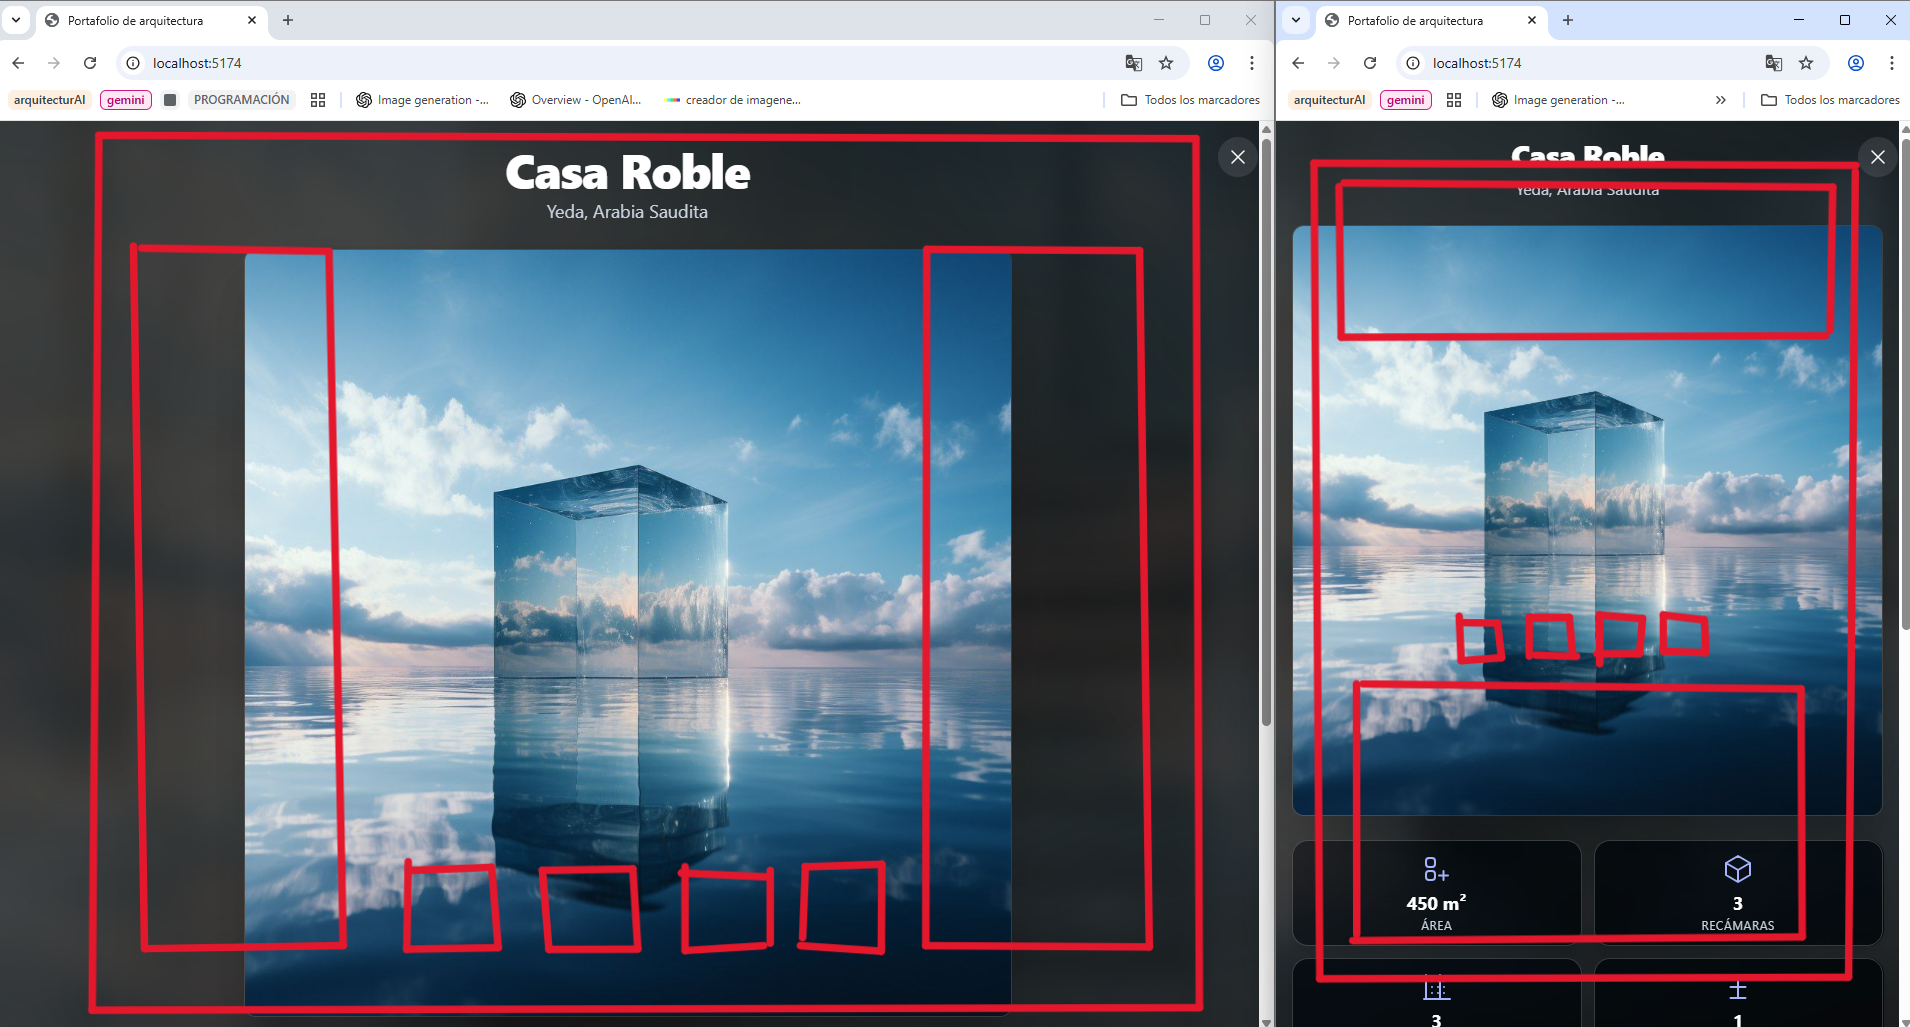 Portafolio de arquitectura
localhost:5174
arquitecturAI
gemini
PROGRAMACIÓN
Image generation -...
Overview - OpenAI...
creador de imagene...
Todos los marcadores
Casa Roble
Yeda, Arabia Saudita
Portafolio de arquitectura
localhost:5174
arquitecturAI
gemini
Image generation -...
Todos los marcadores
Casa Roble
Yeda, Arabia Saudita
450 m²
ÁREA
3
RECÁMARAS
3
1